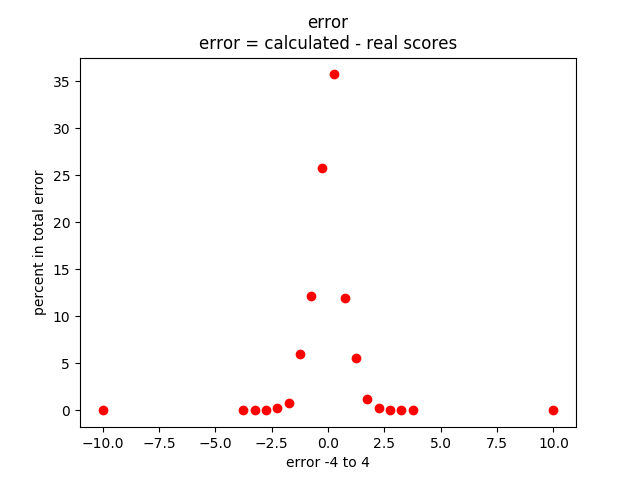 error
error = calculated - real scores
percent in total error
35
30
25
20
15
10
5
0
−10.0 −7.5 −5.0 −2.5 0.0 2.5 5.0 7.5 10.0
error -4 to 4